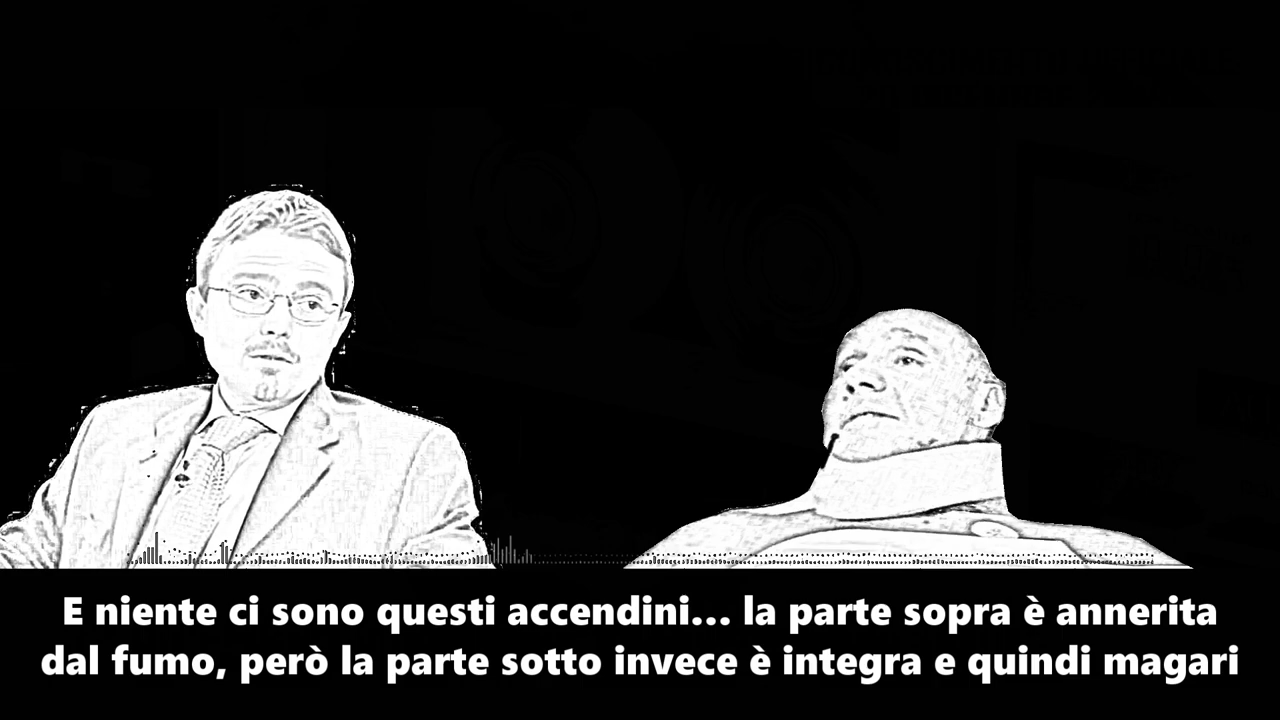 E niente ci sono questi accendini... la parte sopra è annerita
dal fumo, però la parte sotto invece è integra e quindi magari